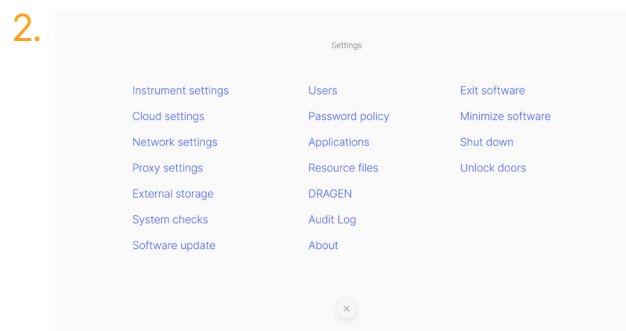 2.
Settings
Instrument settings
Cloud settings
Network settings
Proxy settings
External storage
System checks
Software update
Users
Password policy
Applications
Resource files
DRAGEN
Audit Log
About
Exit software
Minimize software
Shut down
Unlock doors